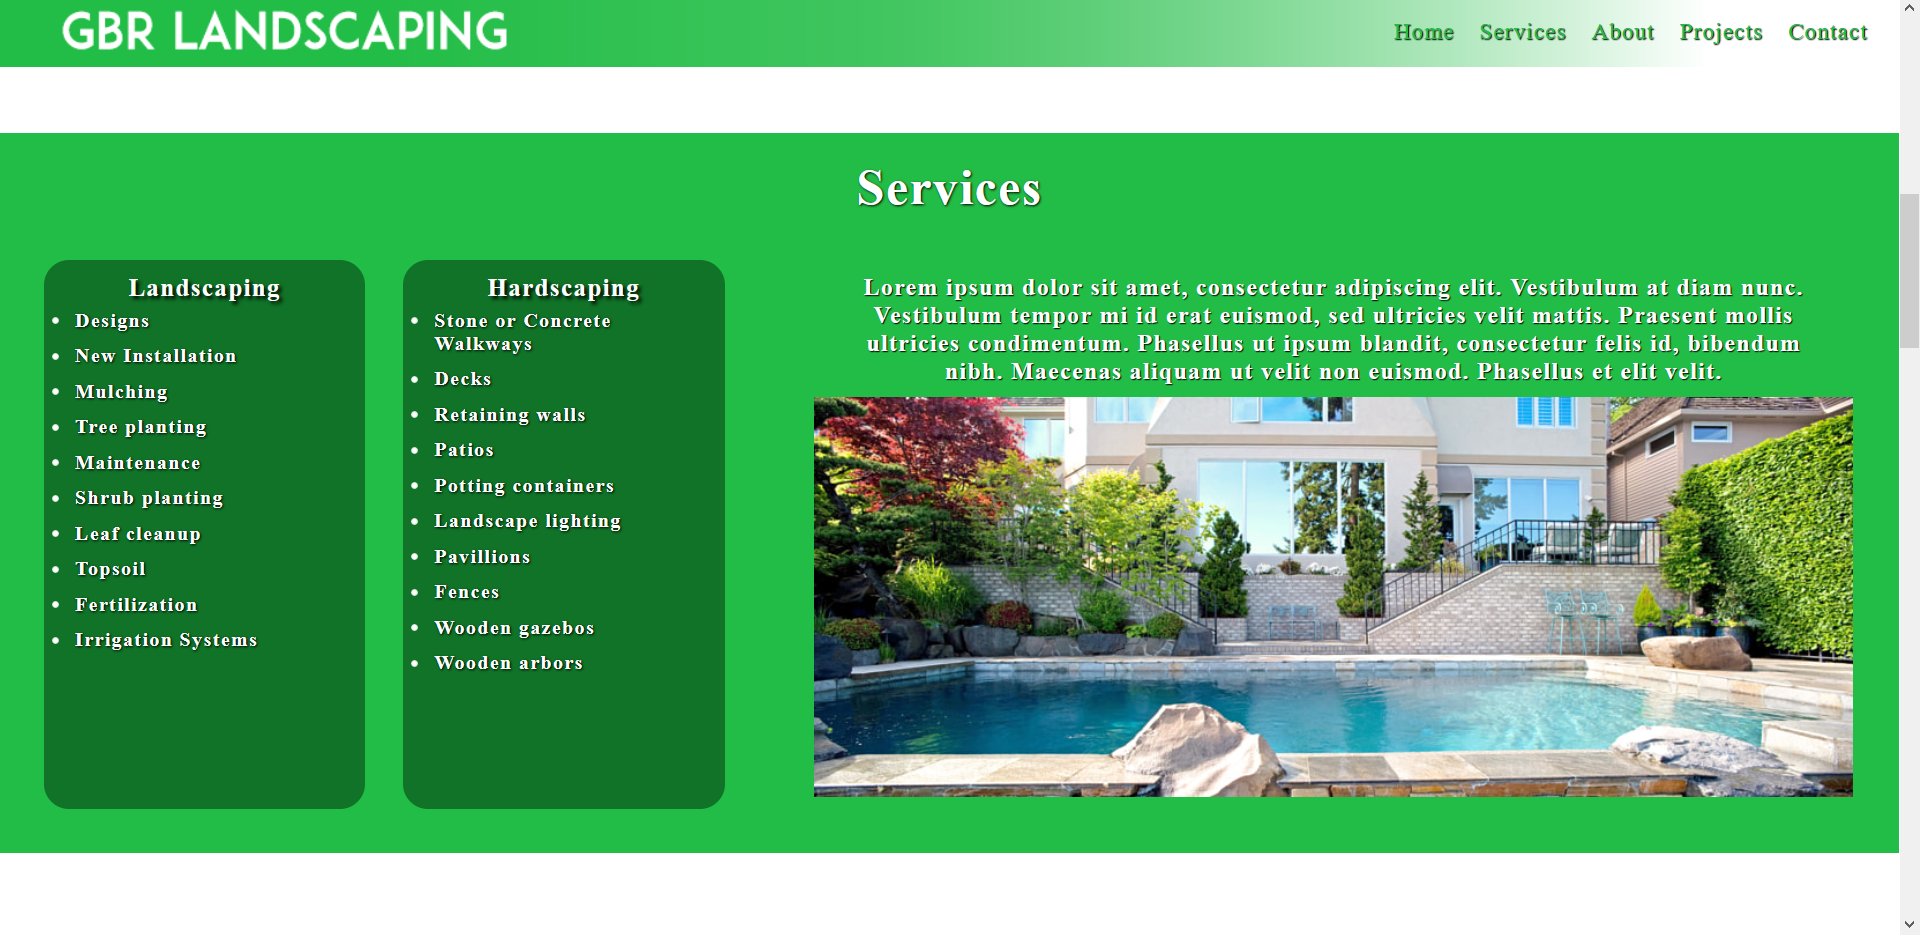 GBR LANDSCAPING
Home Services About Projects Contact
Services
Landscaping
Designs
New Installation
Mulching
Tree planting
Maintenance
Shrub planting
Leaf cleanup
Topsoil
Fertilization
Irrigation Systems
Hardscaping
Stone or Concrete
Walkways
Decks
Retaining walls
Patios
Potting containers
Landscape lighting
Pavillions
Fences
Wooden gazebos
Wooden arbors
Lorem ipsum dolor sit amet, consectetur adipiscing elit. Vestibulum at diam nunc.
Vestibulum tempor mi id erat euismod, sed ultricies velit mattis. Praesent mollis
ultricies condimentum. Phasellus ut ipsum blandit, consectetur felis id, bibendum
nibh. Maecenas aliquam ut velit non euismod. Phasellus et elit velit.